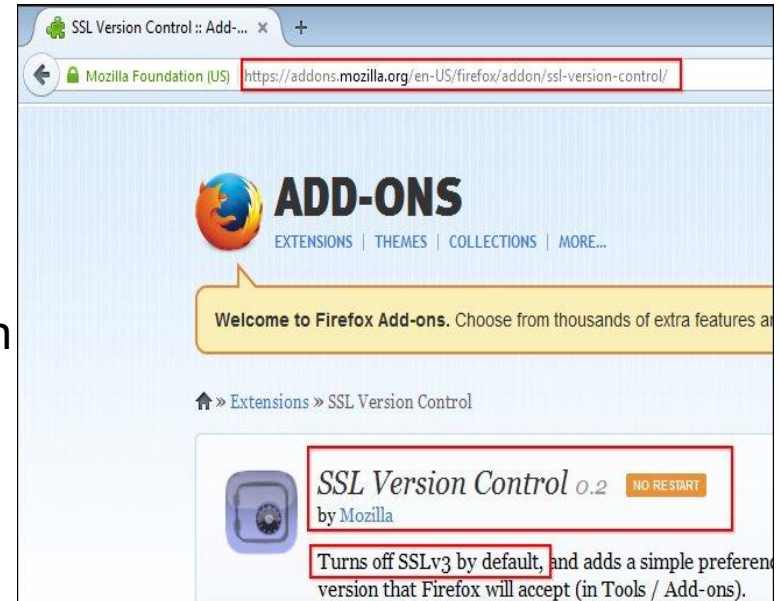 SSL Version Control :: Add-... × +
Mozilla Foundation (US) https://addons.mozilla.org/en-US/firefox/addon/ssl-version-control/
ADD-ONS
EXTENSIONS | THEMES | COLLECTIONS | MORE...
n
Welcome to Firefox Add-ons. Choose from thousands of extra features
» Extensions » SSL Version Control
SSL Version Control 0.2 NO RESTART
by Mozilla
Turns off SSLv3 by default, and adds a simple
version that Firefox will accept (in Tools / Add-ons).